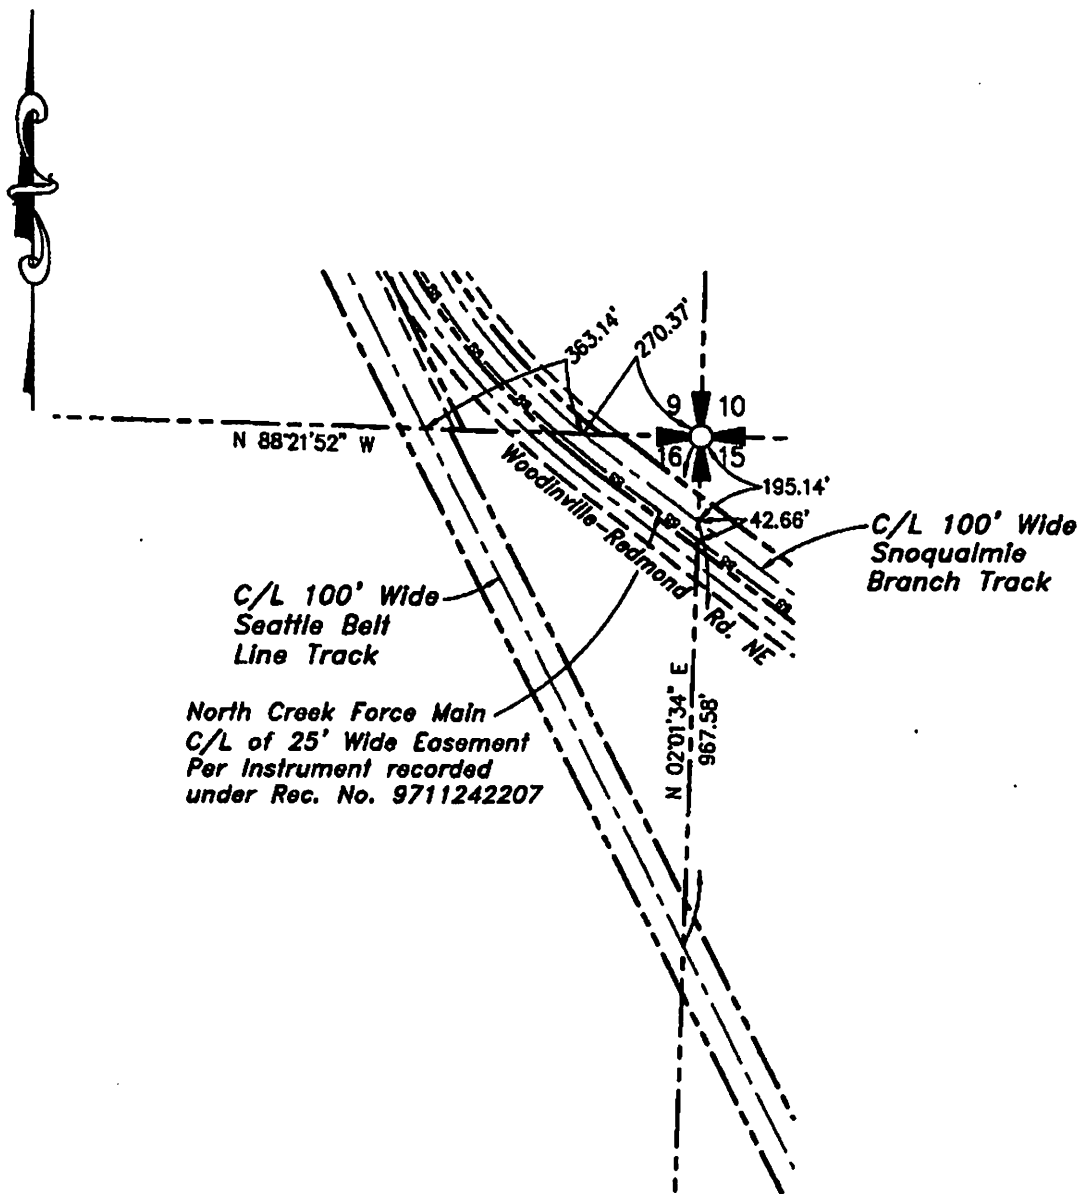 363.14'
270.37'
9 10
16 15
N 88°21'52" W
195.14'
42.66'
C/L 100' Wide
Snoqualmie
Branch Track
Woodinville-Redmond Rd. NE
C/L 100' Wide
Seattle Belt
Line Track
N 02°01'34" E
967.58'
North Creek Force Main
C/L of 25' Wide Easement
Per Instrument recorded
under Rec. No. 9711242207